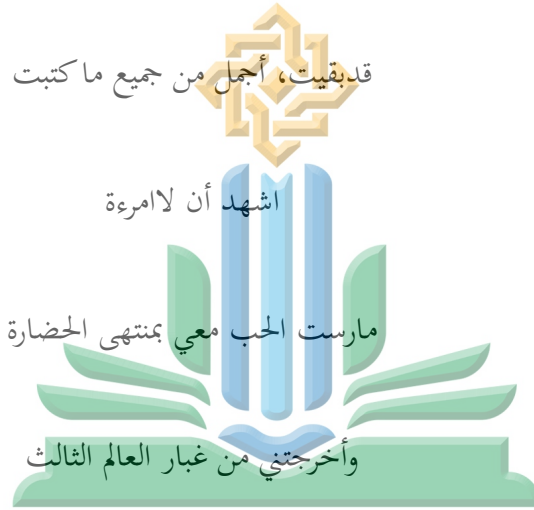 قدبقيت، أجمل من جميع ما كتبت
اشهد أن لاامرءة
مارست الحب معي بمنتهى الحضارة
وأخرجتني من غبار العالم الثالث